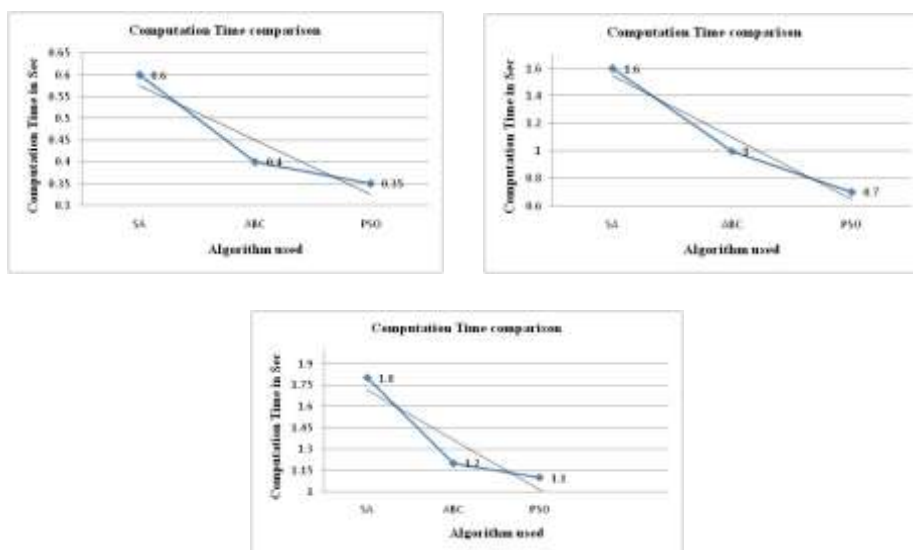 Computation Time comparison
Computation Time in Sec
0.65
0.6
0.55
0.5
0.45
0.4
0.35
0.3
0.6
0.4
0.35
SA ABC PSO
Algorithm used
Computation Time comparison
Computation Time in Sec
1.6
1.4
1.2
1
0.8
0.6
1.6
1
0.7
SA ABC PSO
Algorithm used
Computation Time comparison
Computation Time in Sec
1.9
1.75
1.6
1.45
1.3
1.15
1
1.8
1.2
1.1
SA ABC PSO
Algorithm used